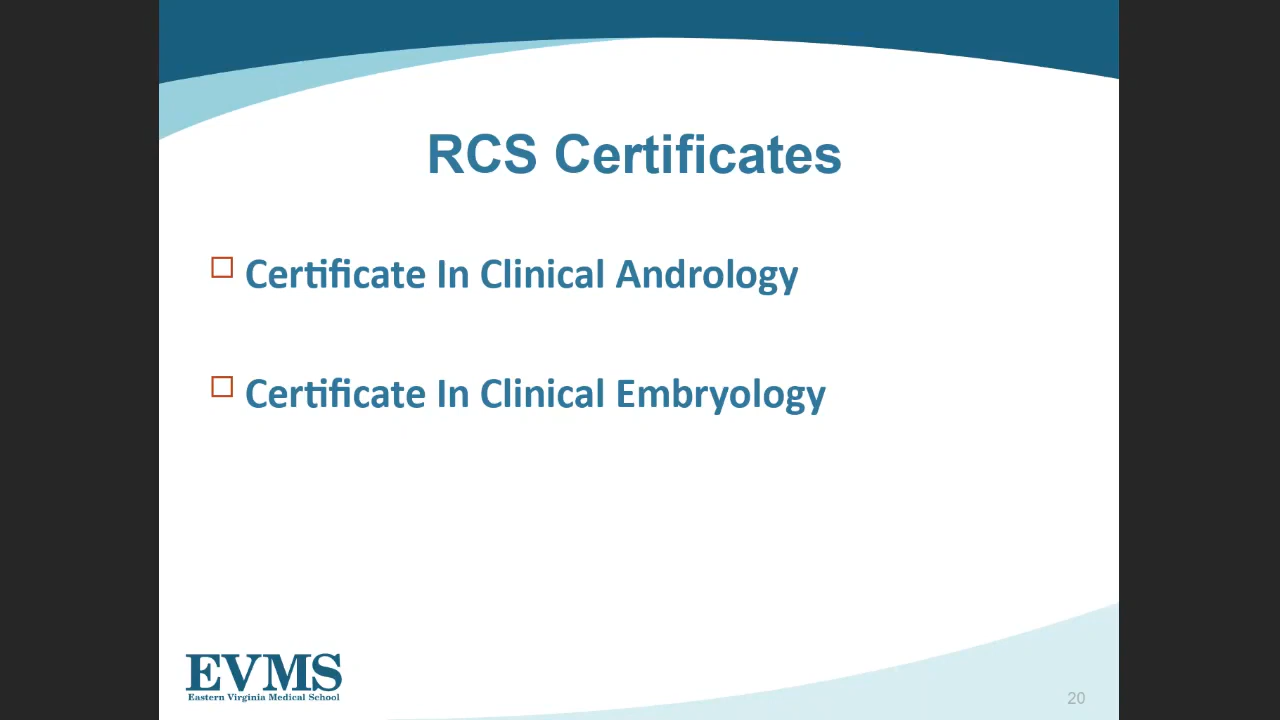 RCS Certificates
Certificate In Clinical Andrology
Certificate In Clinical Embryology
EVMS
Eastern Virginia Medical School
20